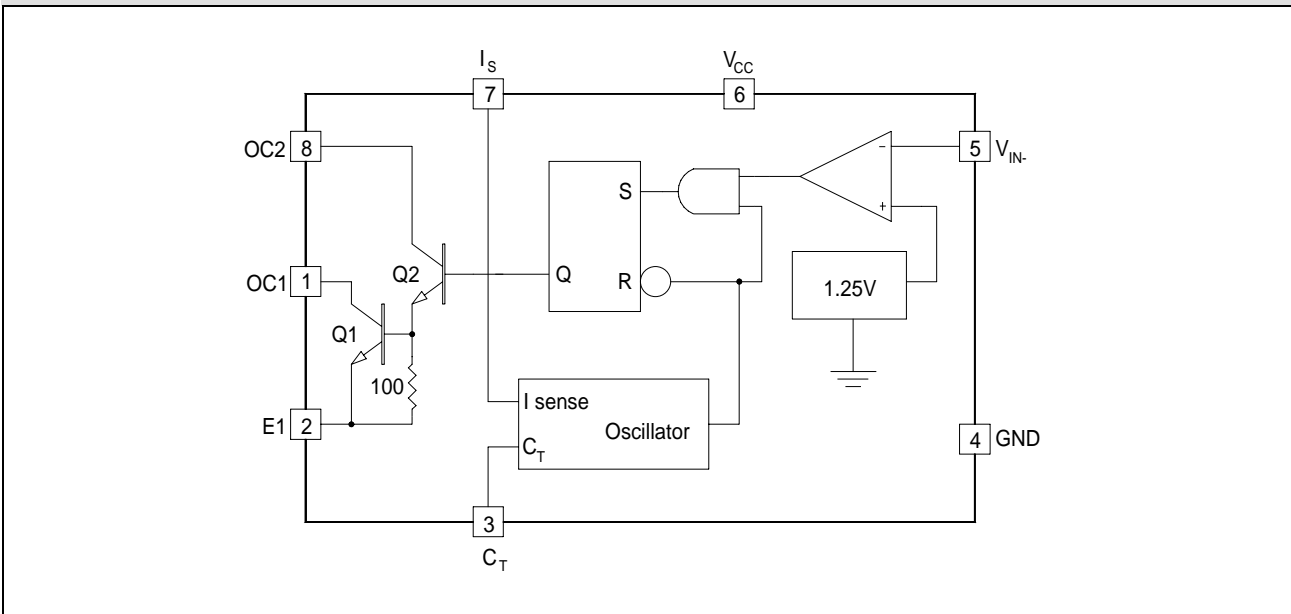 I_S
V_CC
7
6
OC2 8
5 V_IN-
-
S
+
OC1 1
Q2
Q
R
1.25V
Q1
100
I sense
E1 2
Oscillator
4 GND
C_T
3
C_T